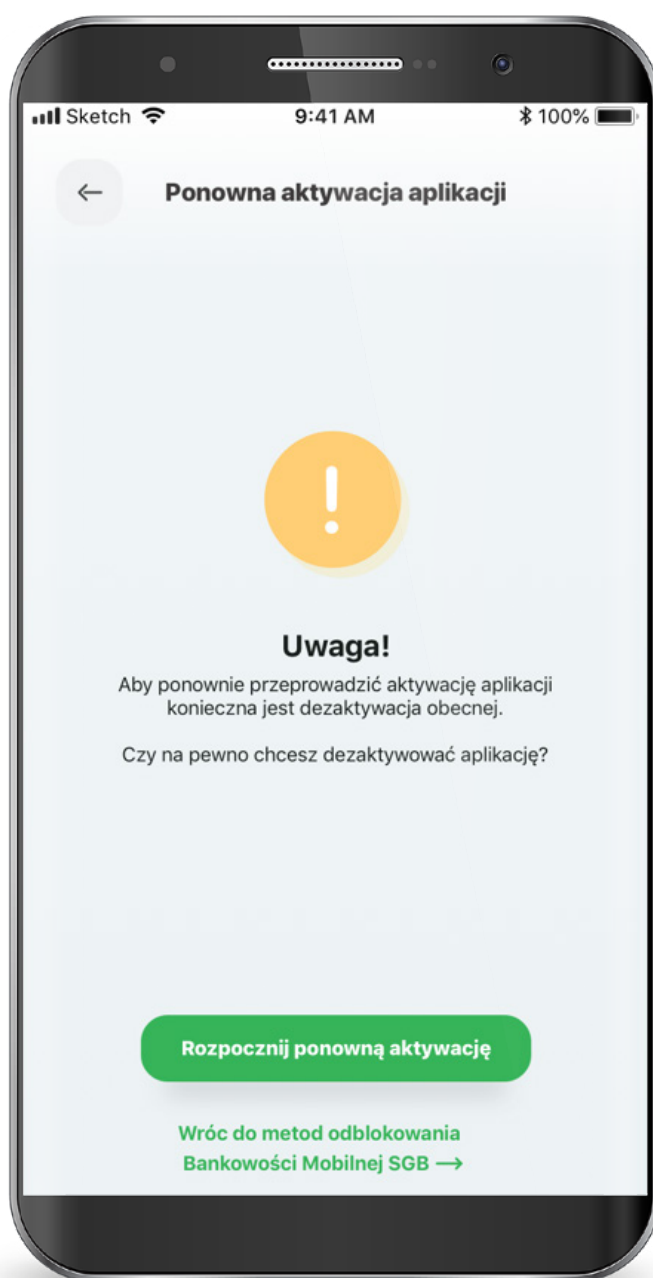 Sketch 9:41 AM 100%
Ponowna aktywacja aplikacji
Uwaga!
Aby ponownie przeprowadzić aktywację aplikacji
konieczna jest dezaktywacja obecnej.
Czy na pewno chcesz dezaktywować aplikację?
Rozpocznij ponowną aktywację
Wróc do metod odblokowania
Bankowości Mobilnej SGB